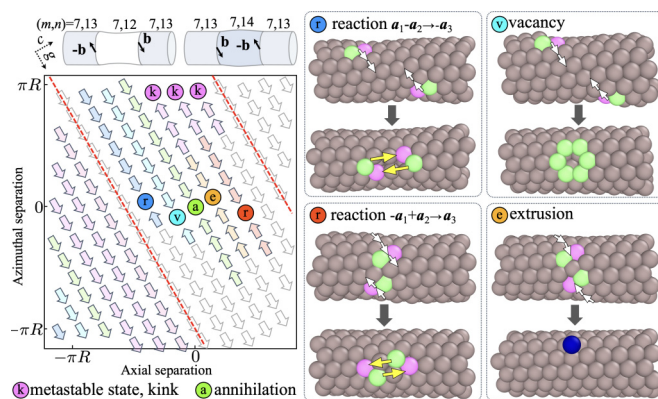 (m,n)=7,13 7,12 7,13 7,13 7,14 7,13
-b b b -b
C
ga
πR
0
−πR
Azimuthal separation
k k k
r v a e r
−πR 0
Axial separation
k metastable state, kink a annihilation
r reaction a₁-a₂→-a₃
v vacancy
r reaction -a₁+a₂→a₃
e extrusion